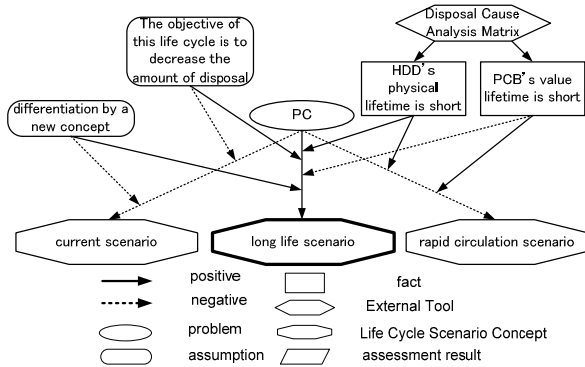 The objective of
this life cycle is to
decrease the
amount of disposal
Disposal Cause
Analysis Matrix
differentiation by a
new concept
PC
HDD's
physical
lifetime is short
PCB's value
lifetime is short
current scenario
long life scenario
rapid circulation scenario
positive
fact
negative
External Tool
problem
Life Cycle Scenario Concept
assumption
assessment result